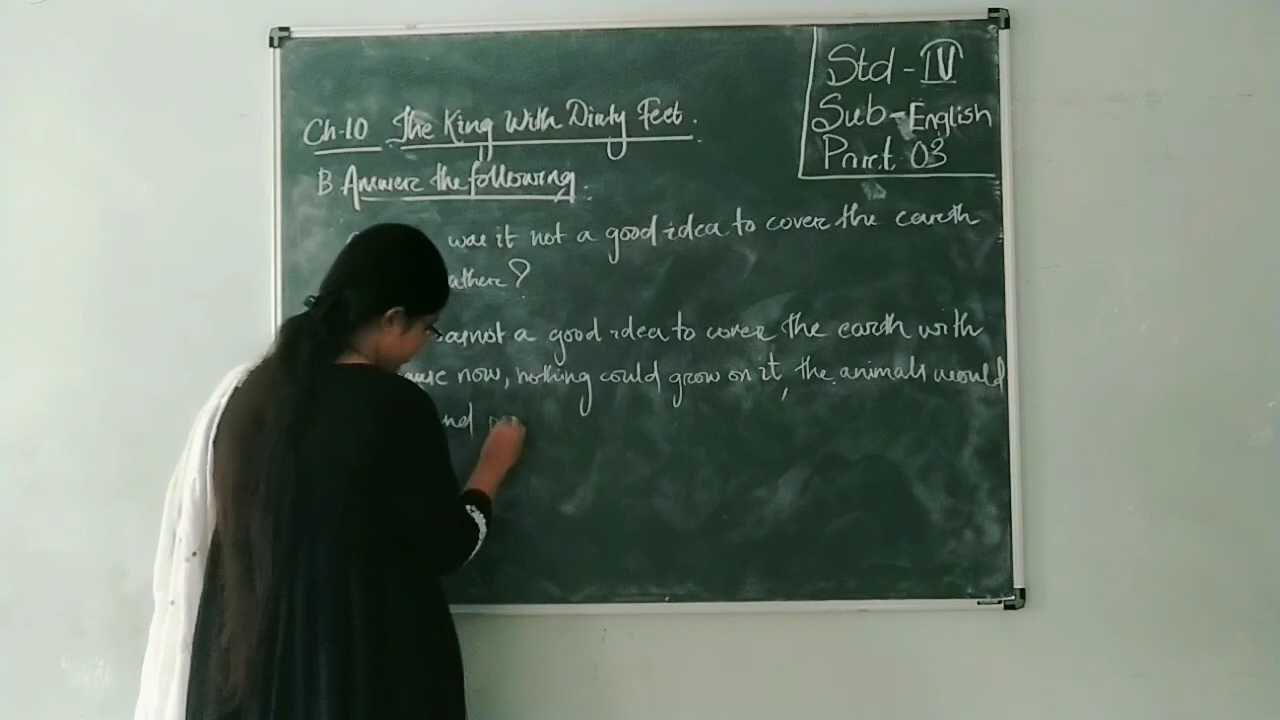 Std - IV
Sub - English
Part 03
Ch-10 The King With Dirty Feet.
B Answer the following.
was it not a good idea to cover the earth
?
not a good idea to cover the earth with
now, nothing could grow on it, the animals would